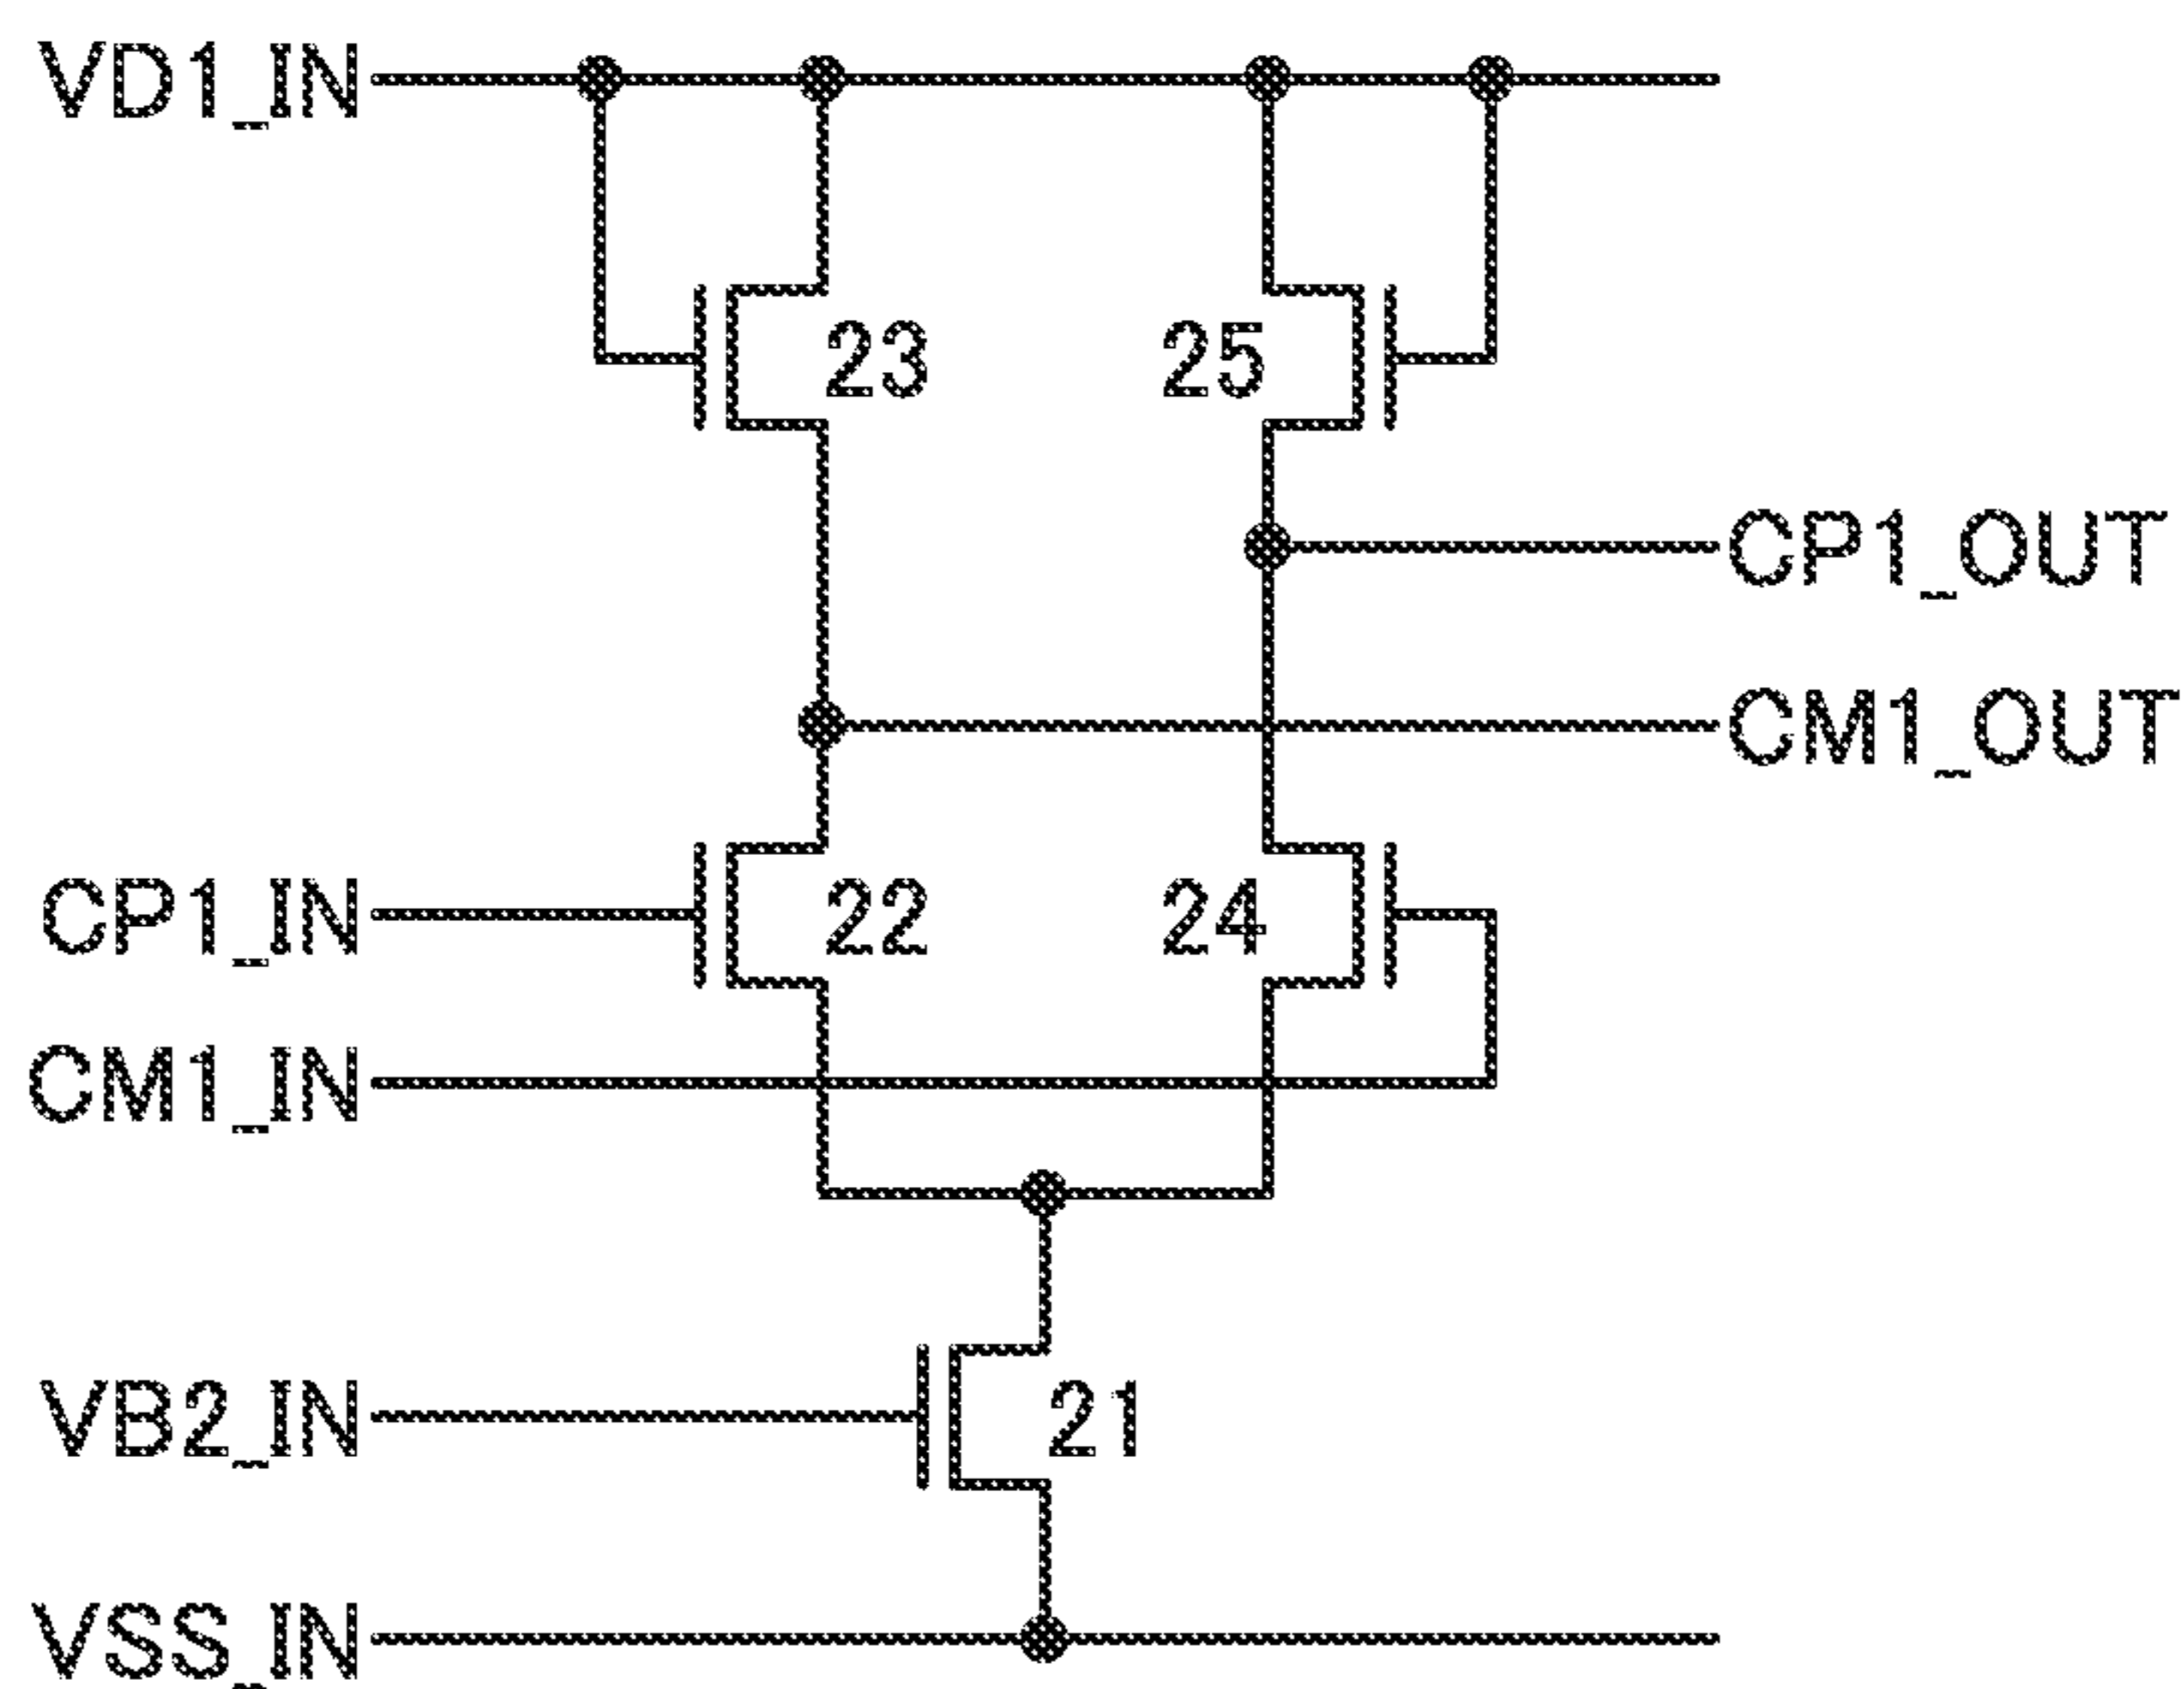 VD1_IN
23
25
CP1_OUT
CM1_OUT
CP1_IN
22
24
CM1_IN
VB2_IN
21
VSS_IN